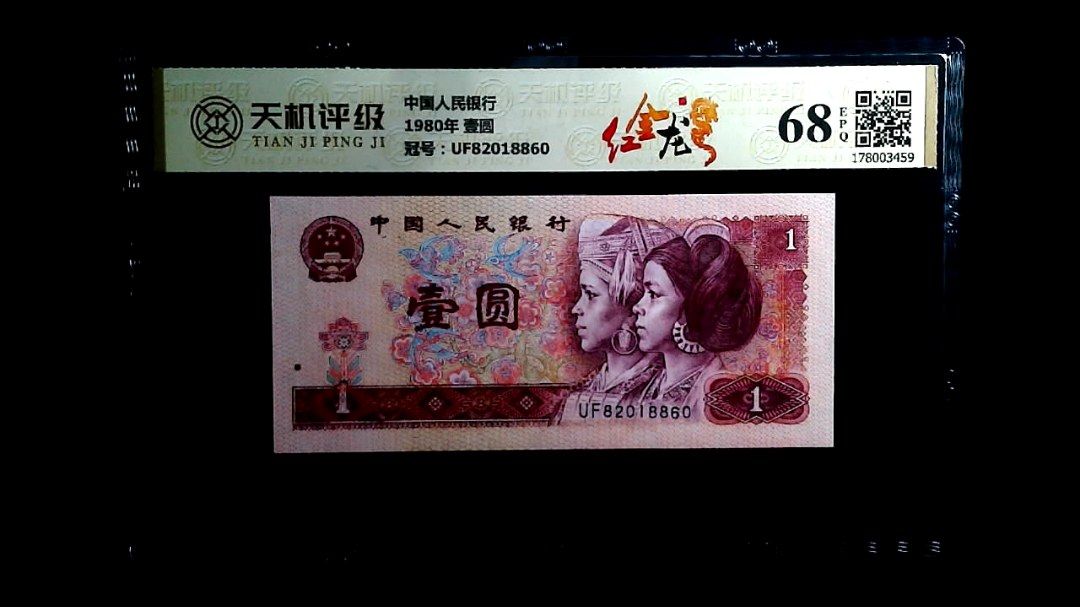 天机评级
TIAN JI PING JI
中国人民银行
1980年 壹圆
冠号：UF82018860
红金龙
68
EPQ
178003459
中国人民银行
1
壹圆
1
UF82018860
1